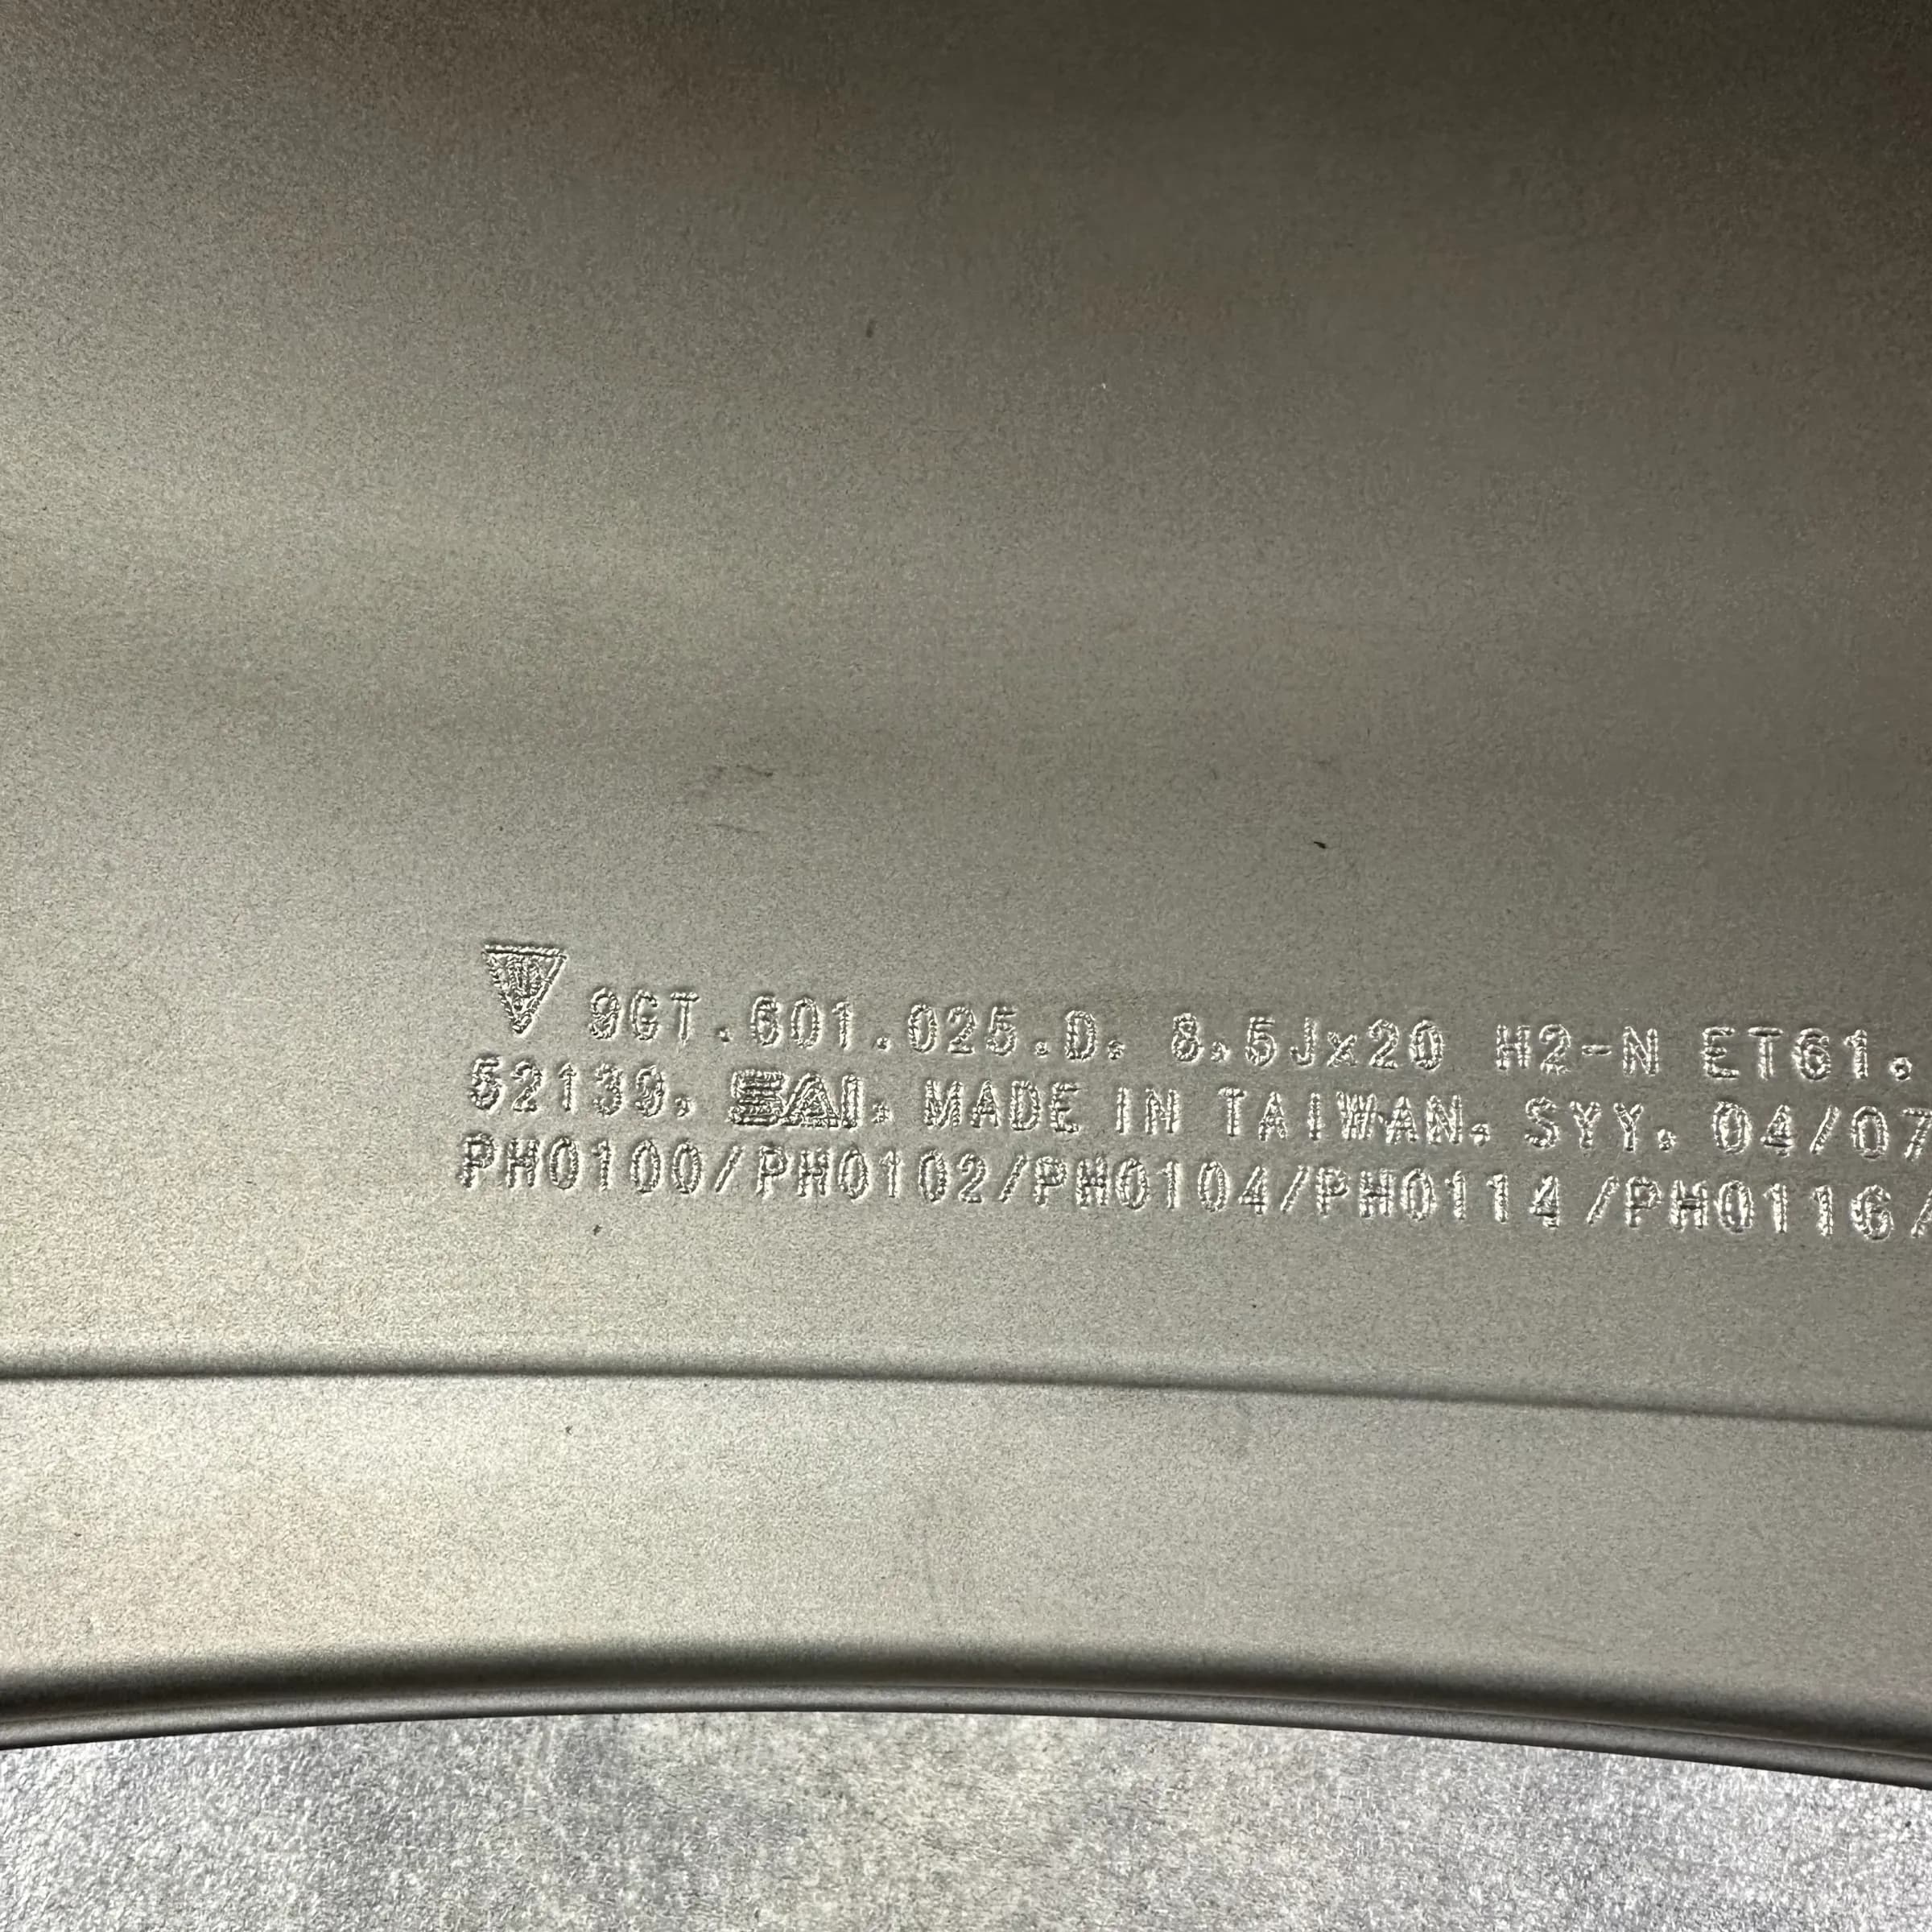 9GT.601.025.D. 8.5Jx20 H2-N ET61.
52139. SAI. MADE IN TAIWAN. SYY. 04/07
PH0100/PH0102/PH0104/PH0114/PH0116/